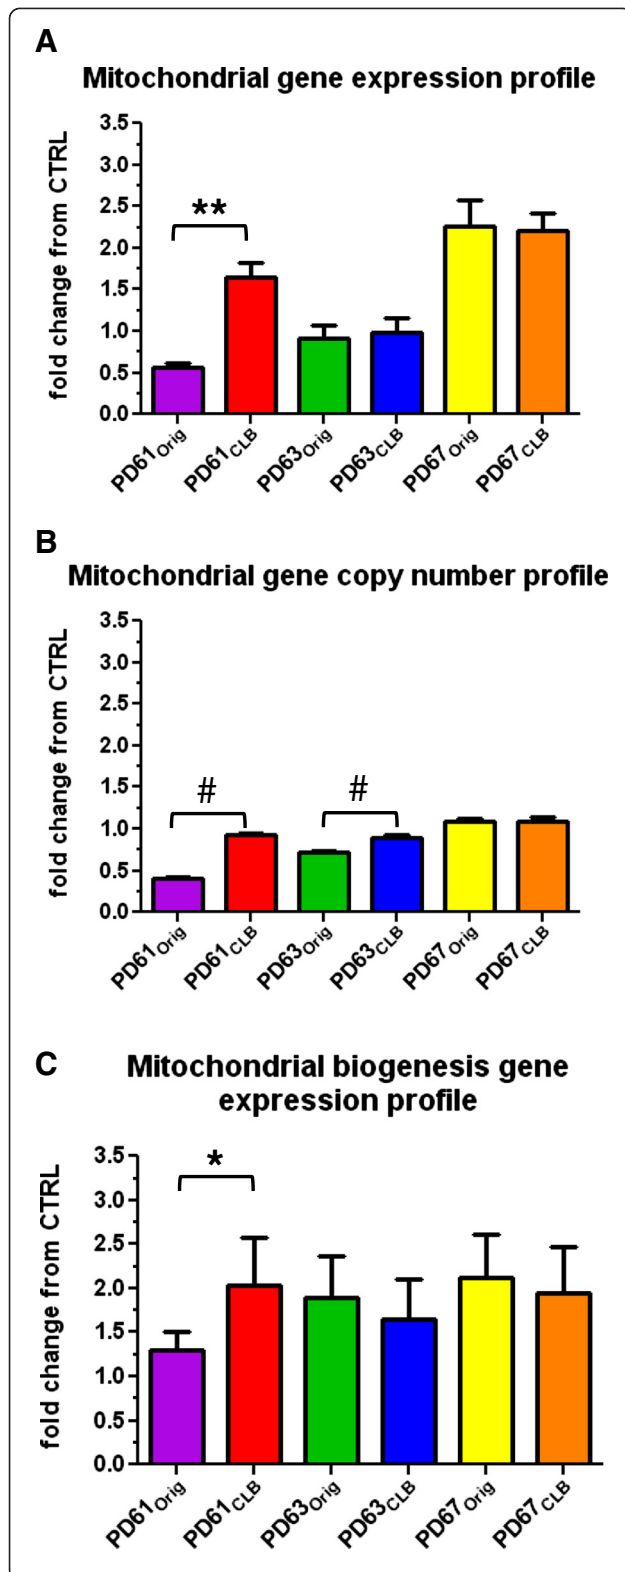 A
Mitochondrial gene expression profile
fold change from CTRL
3.5
3.0
2.5
2.0
1.5
1.0
0.5
0.0
**
PD61Orig
PD61CLB
PD63Orig
PD63CLB
PD67Orig
PD67CLB
B
Mitochondrial gene copy number profile
fold change from CTRL
3.5
3.0
2.5
2.0
1.5
1.0
0.5
0.0
#
#
PD61Orig
PD61CLB
PD63Orig
PD63CLB
PD67Orig
PD67CLB
C
Mitochondrial biogenesis gene
expression profile
fold change from CTRL
3.5
3.0
2.5
2.0
1.5
1.0
0.5
0.0
*
PD61Orig
PD61CLB
PD63Orig
PD63CLB
PD67Orig
PD67CLB